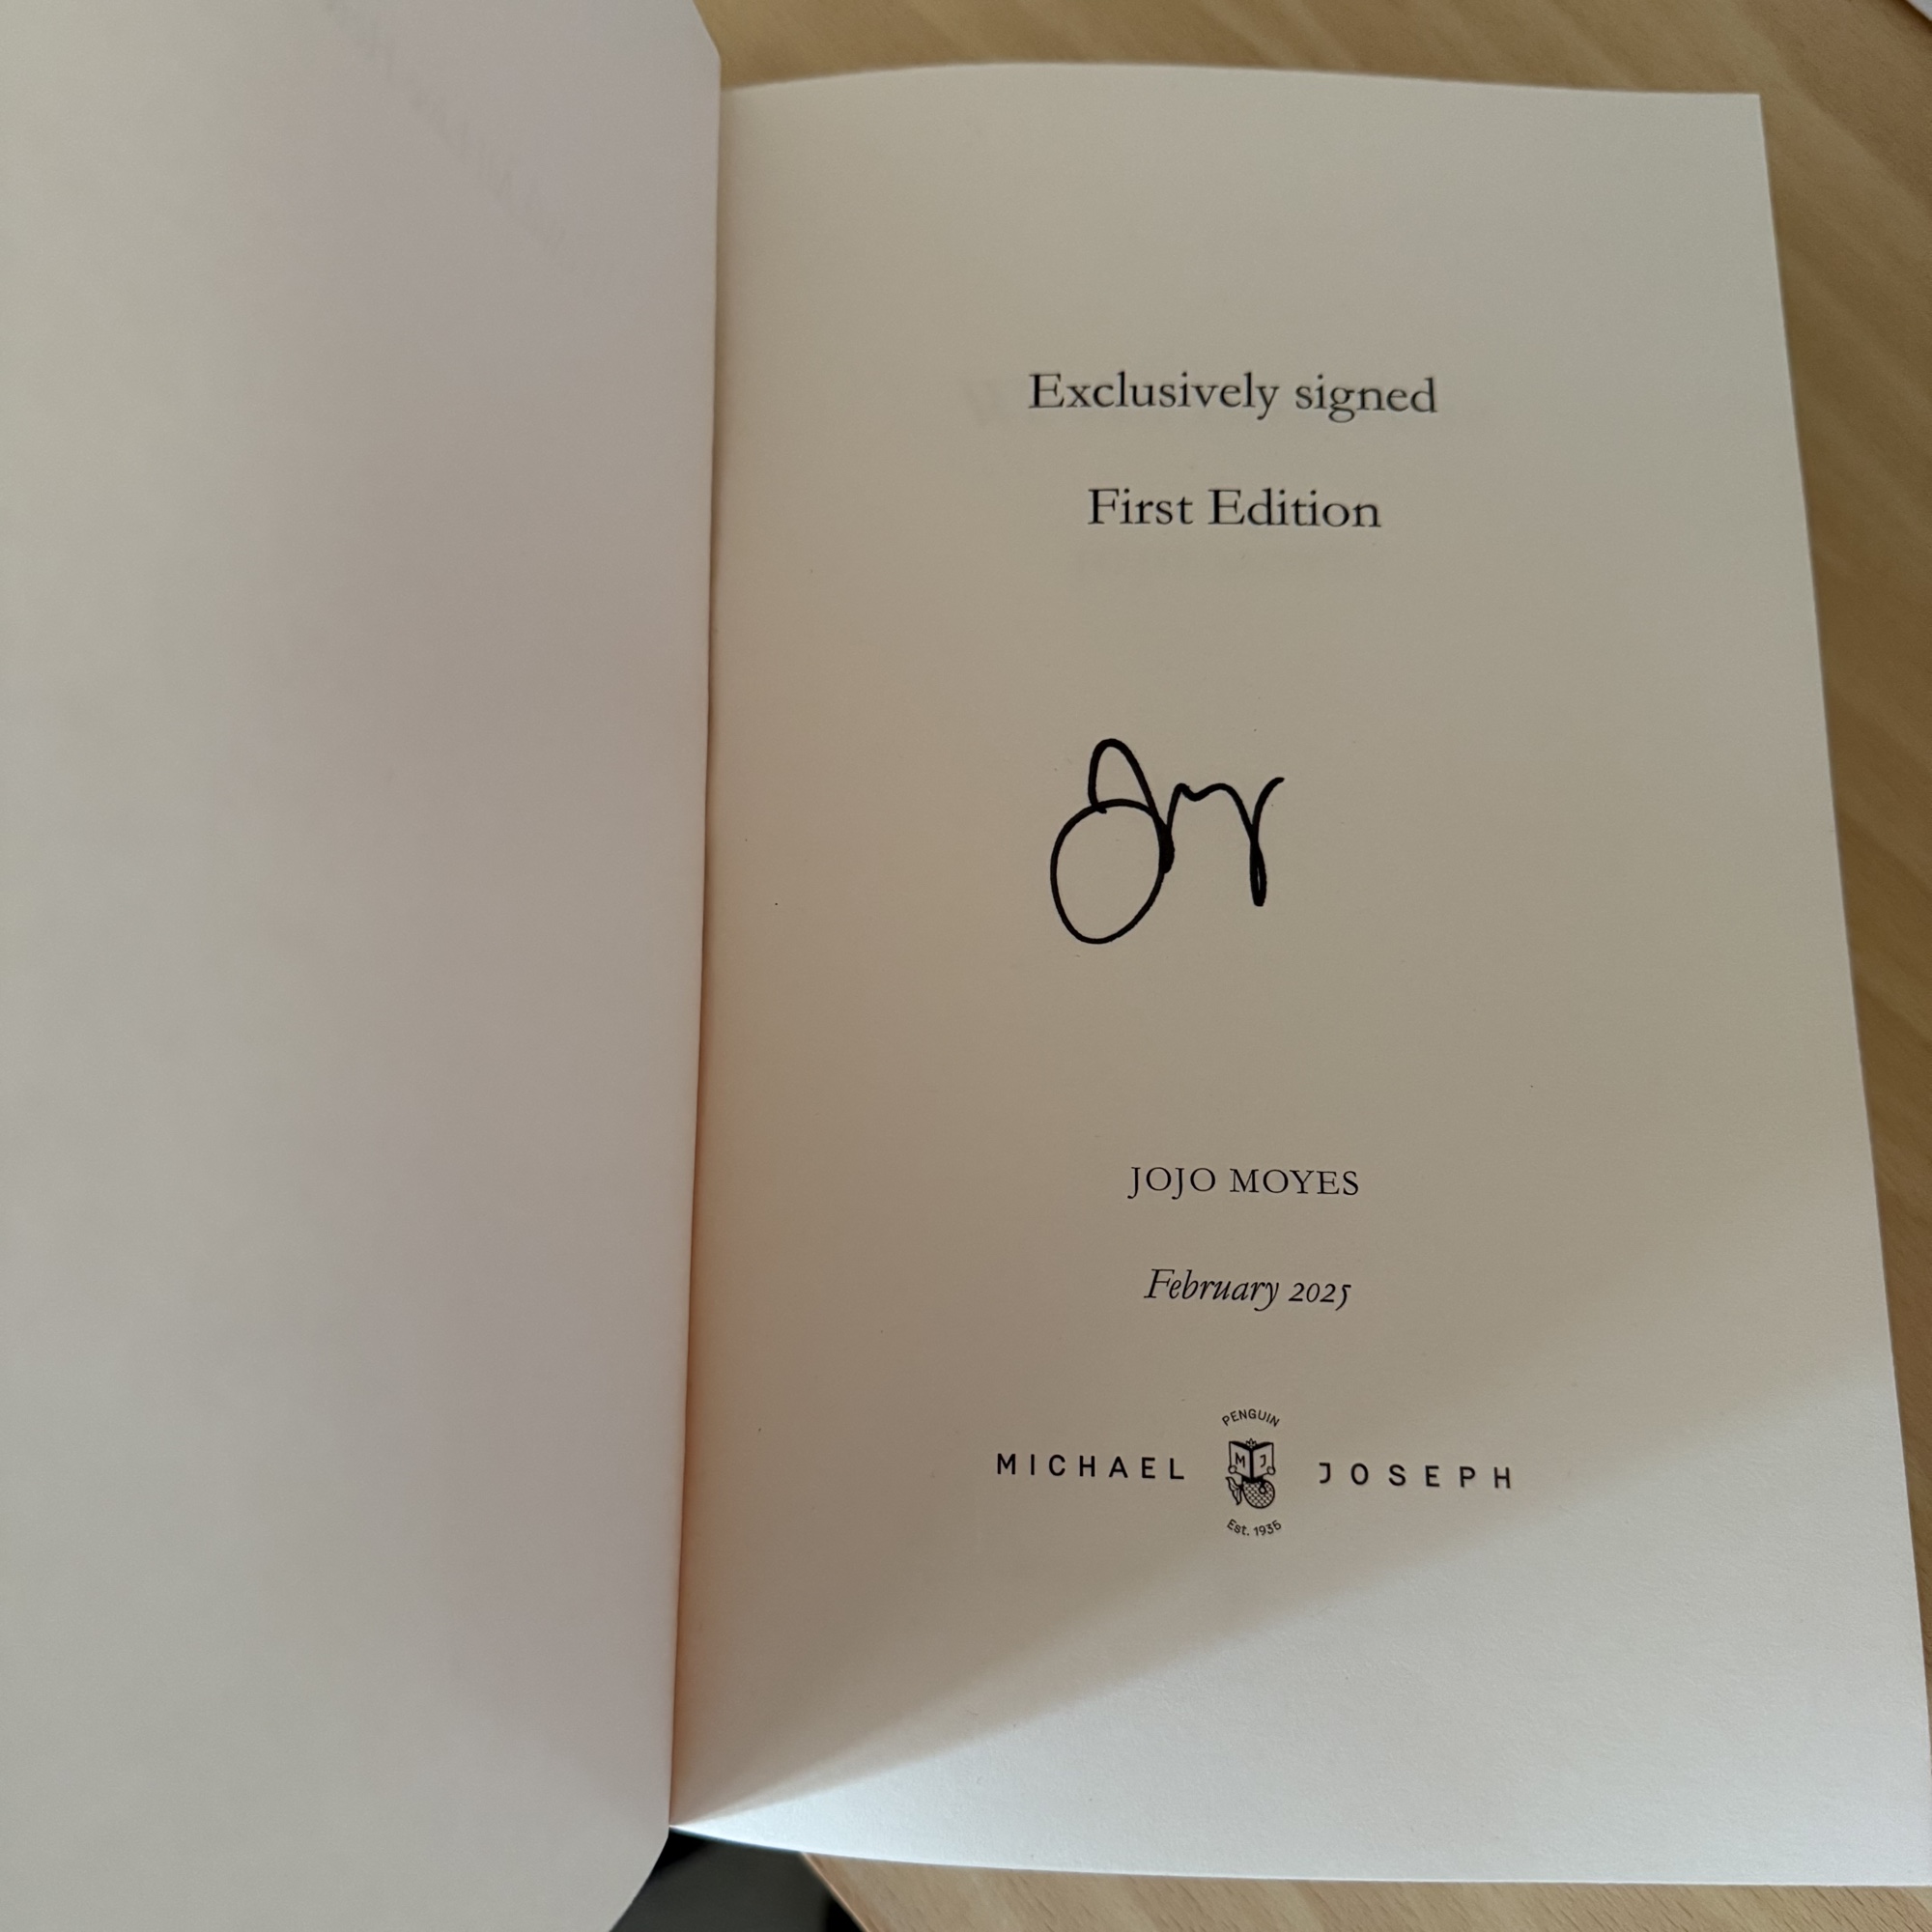 Exclusively signed
First Edition
JOJO MOYES
February 2025
PENGUIN
MICHAEL MJ JOSEPH
Est. 1935